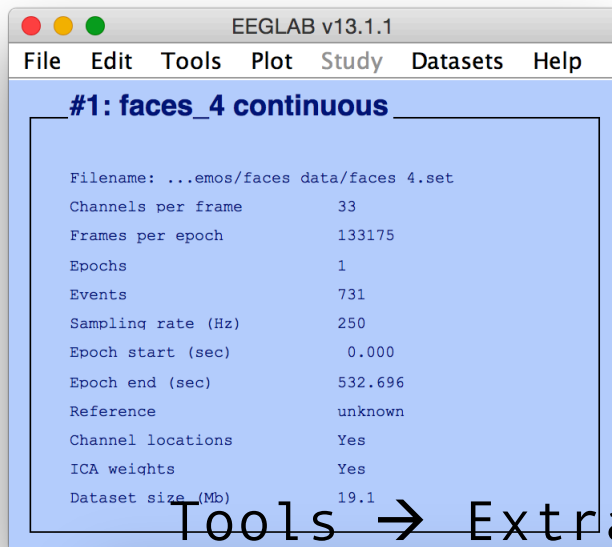 EEGLAB v13.1.1
File Edit Tools Plot Study Datasets Help
#1: faces_4 continuous
Filename: ...emos/faces data/faces 4.set
Channels per frame 33
Frames per epoch 133175
Epochs 1
Events 731
Sampling rate (Hz) 250
Epoch start (sec) 0.000
Epoch end (sec) 532.696
Reference unknown
Channel locations Yes
ICA weights Yes
Dataset size (Mb) 19.1
Tools → Extra